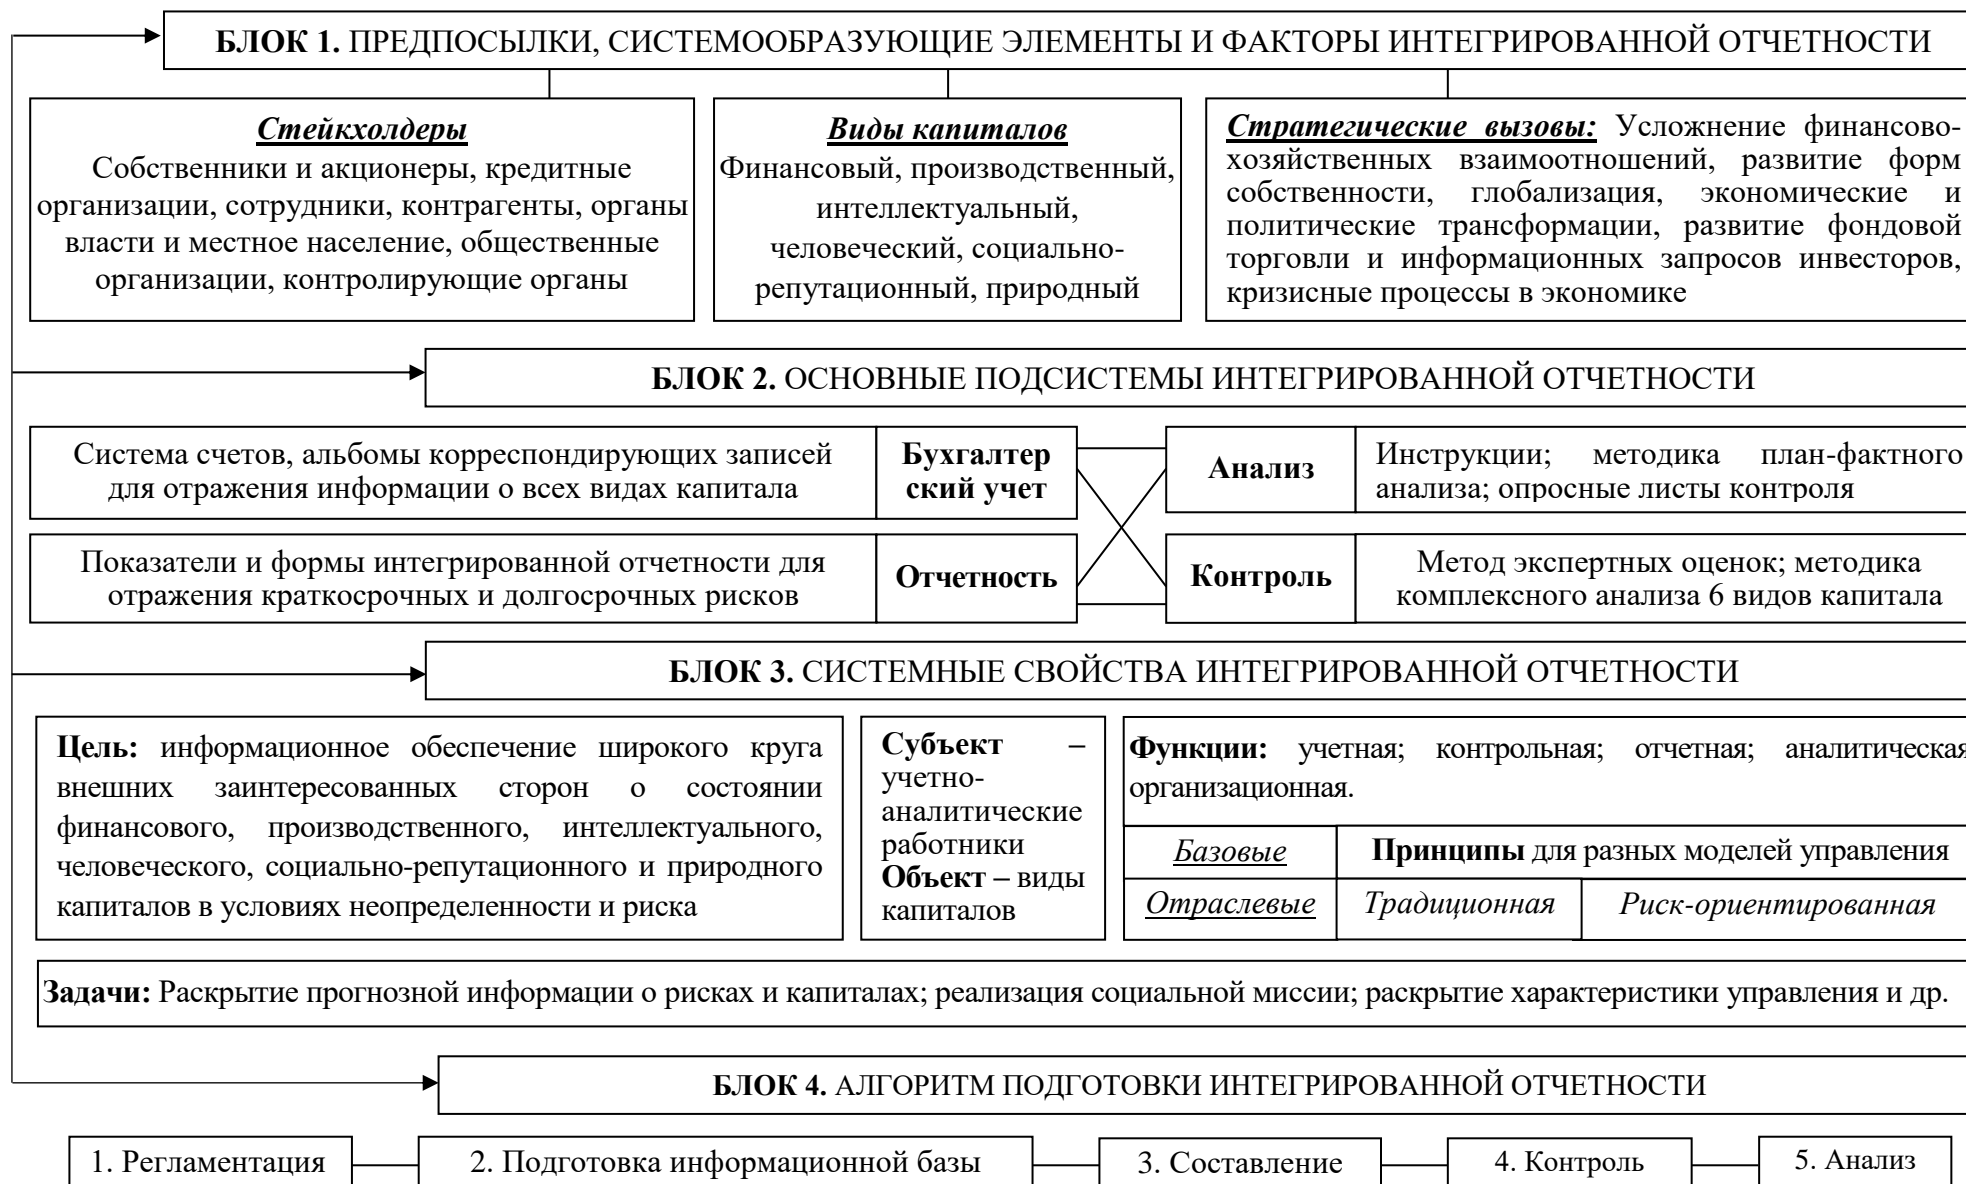 БЛОК 1. ПРЕДПОСЫЛКИ, СИСТЕМООБРАЗУЮЩИЕ ЭЛЕМЕНТЫ И ФАКТОРЫ ИНТЕГРИРОВАННОЙ ОТЧЕТНОСТИ
Стейкхолдеры
Собственники и акционеры, кредитные
организации, сотрудники, контрагенты, органы
власти и местное население, общественные
организации, контролирующие органы
Виды капиталов
Финансовый, производственный,
интеллектуальный,
человеческий, социально-
репутационный, природный
Стратегические вызовы: Усложнение финансово-
хозяйственных взаимоотношений, развитие форм
собственности, глобализация, экономические и
политические трансформации, развитие фондовой
торговли и информационных запросов инвесторов,
кризисные процессы в экономике
БЛОК 2. ОСНОВНЫЕ ПОДСИСТЕМЫ ИНТЕГРИРОВАННОЙ ОТЧЕТНОСТИ
Система счетов, альбомы корреспондирующих записей
для отражения информации о всех видах капитала
Бухгалтер
ский учет
Анализ
Инструкции; методика план-фактного
анализа; опросные листы контроля
Показатели и формы интегрированной отчетности для
отражения краткосрочных и долгосрочных рисков
Отчетность
Контроль
Метод экспертных оценок; методика
комплексного анализа 6 видов капитала
БЛОК 3. СИСТЕМНЫЕ СВОЙСТВА ИНТЕГРИРОВАННОЙ ОТЧЕТНОСТИ
Цель: информационное обеспечение широкого круга
внешних заинтересованных сторон о состоянии
финансового, производственного, интеллектуального,
человеческого, социально-репутационного и природного
капиталов в условиях неопределенности и риска
Субъект –
учетно-
аналитические
работники
Объект – виды
капиталов
Функции: учетная; контрольная; отчетная; аналитическая
организационная.
Базовые
Принципы для разных моделей управления
Отраслевые
Традиционная
Риск-ориентированная
Задачи: Раскрытие прогнозной информации о рисках и капиталах; реализация социальной миссии; раскрытие характеристики управления и др.
БЛОК 4. АЛГОРИТМ ПОДГОТОВКИ ИНТЕГРИРОВАННОЙ ОТЧЕТНОСТИ
1. Регламентация
2. Подготовка информационной базы
3. Составление
4. Контроль
5. Анализ